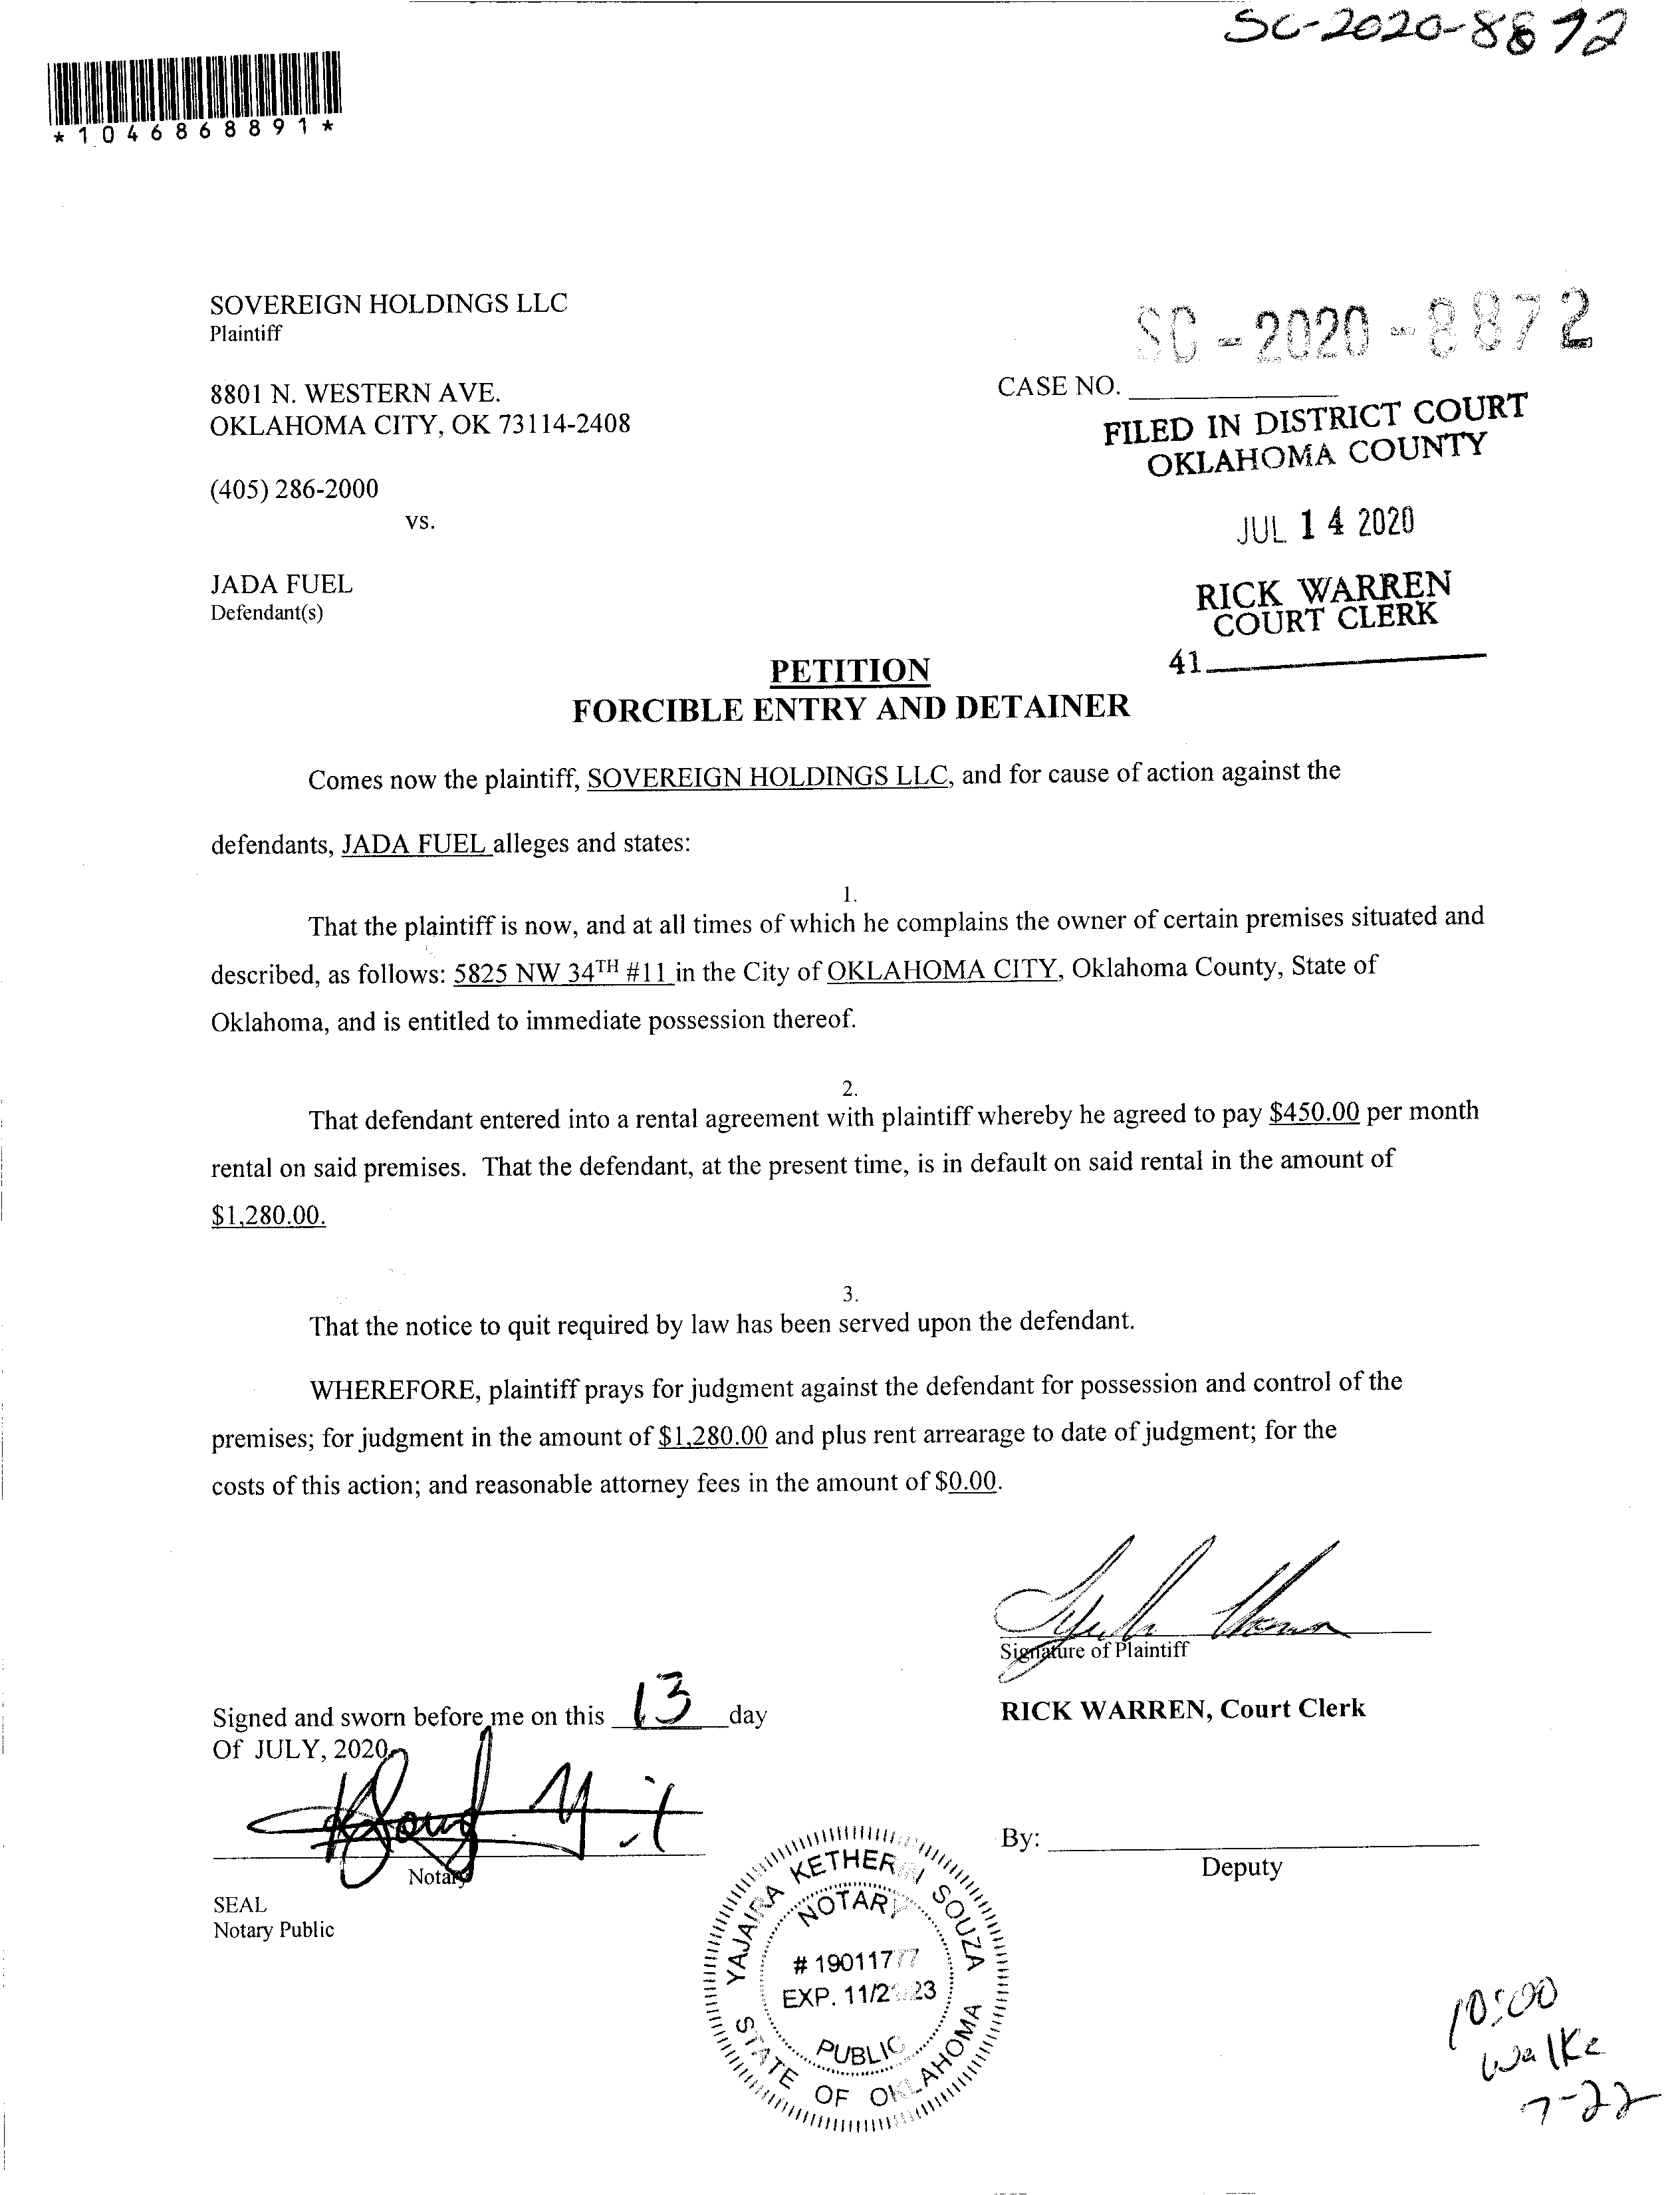 SC-2020-8872
*1046868891*
SOVEREIGN HOLDINGS LLC
Plaintiff
SC-2020-8872
8801 N. WESTERN AVE.
OKLAHOMA CITY, OK 73114-2408
CASE NO.
FILED IN DISTRICT COURT
OKLAHOMA COUNTY
(405) 286-2000
vs.
JUL 14 2020
JADA FUEL
Defendant(s)
RICK WARREN
COURT CLERK
41
PETITION
FORCIBLE ENTRY AND DETAINER
Comes now the plaintiff, SOVEREIGN HOLDINGS LLC, and for cause of action against the
defendants, JADA FUEL alleges and states:
1.
That the plaintiff is now, and at all times of which he complains the owner of certain premises situated and
described, as follows: 5825 NW 34TH #11 in the City of OKLAHOMA CITY, Oklahoma County, State of
Oklahoma, and is entitled to immediate possession thereof.
2.
That defendant entered into a rental agreement with plaintiff whereby he agreed to pay $450.00 per month
rental on said premises. That the defendant, at the present time, is in default on said rental in the amount of
$1,280.00.
3.
That the notice to quit required by law has been served upon the defendant.
WHEREFORE, plaintiff prays for judgment against the defendant for possession and control of the
premises; for judgment in the amount of $1,280.00 and plus rent arrearage to date of judgment; for the
costs of this action; and reasonable attorney fees in the amount of $0.00.
Signature of Plaintiff
Signed and sworn before me on this 13 day
Of JULY, 2020
RICK WARREN, Court Clerk
Notary
By:
Deputy
SEAL
Notary Public
YAJAIRA SOUZA
NOTARY
# 19011777
EXP.
PUBLIC
STATE OF OKLAHOMA
10:00
Walke
7-22